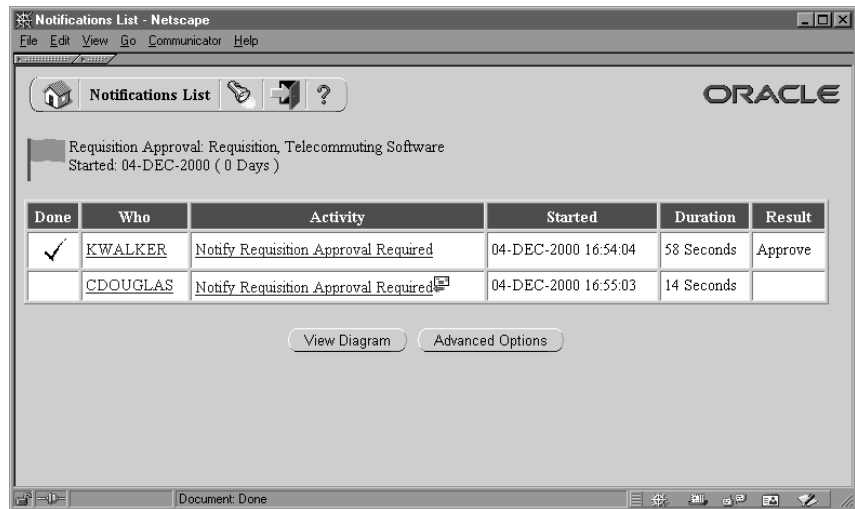 Notifications List - Netscape
File Edit View Go Communicator Help
Notifications List ?
ORACLE
Requisition Approval: Requisition, Telecommuting Software
Started: 04-DEC-2000 ( 0 Days )
Done Who Activity Started Duration Result
KWALKER Notify Requisition Approval Required 04-DEC-2000 16:54:04 58 Seconds Approve
CDOUGLAS Notify Requisition Approval Required 04-DEC-2000 16:55:03 14 Seconds
View Diagram Advanced Options
Document: Done